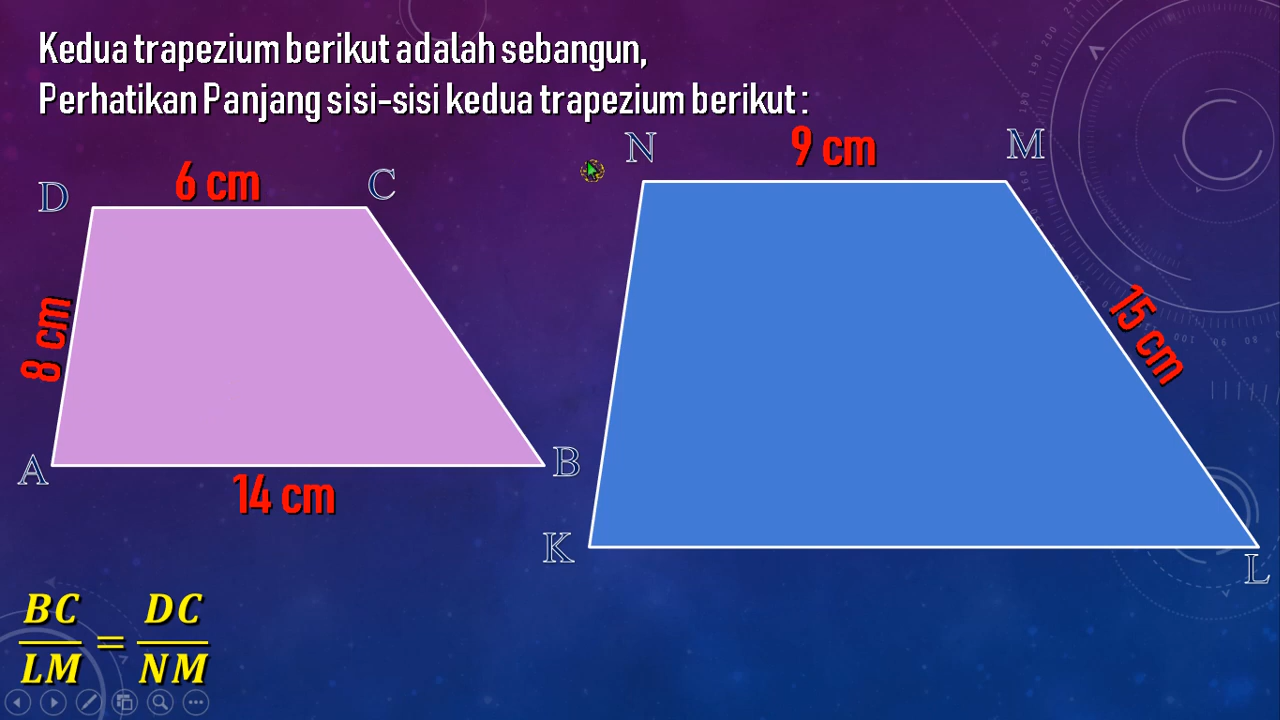 Kedua trapezium berikut adalah sebangun,
Perhatikan Panjang sisi-sisi kedua trapezium berikut :
N
9 cm
M
D
6 cm
C
8 cm
15 cm
A
B
14 cm
K
L
BC/LM = DC/NM